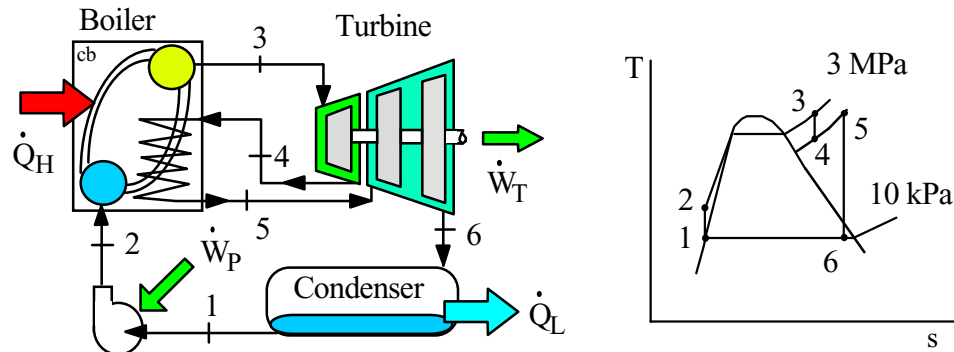 Boiler
cb
3
Turbine
Q̇H
4
ẆT
5
2
ẆP
6
Condenser
1
Q̇L
T
3 MPa
3
5
4
2
10 kPa
1
6
s